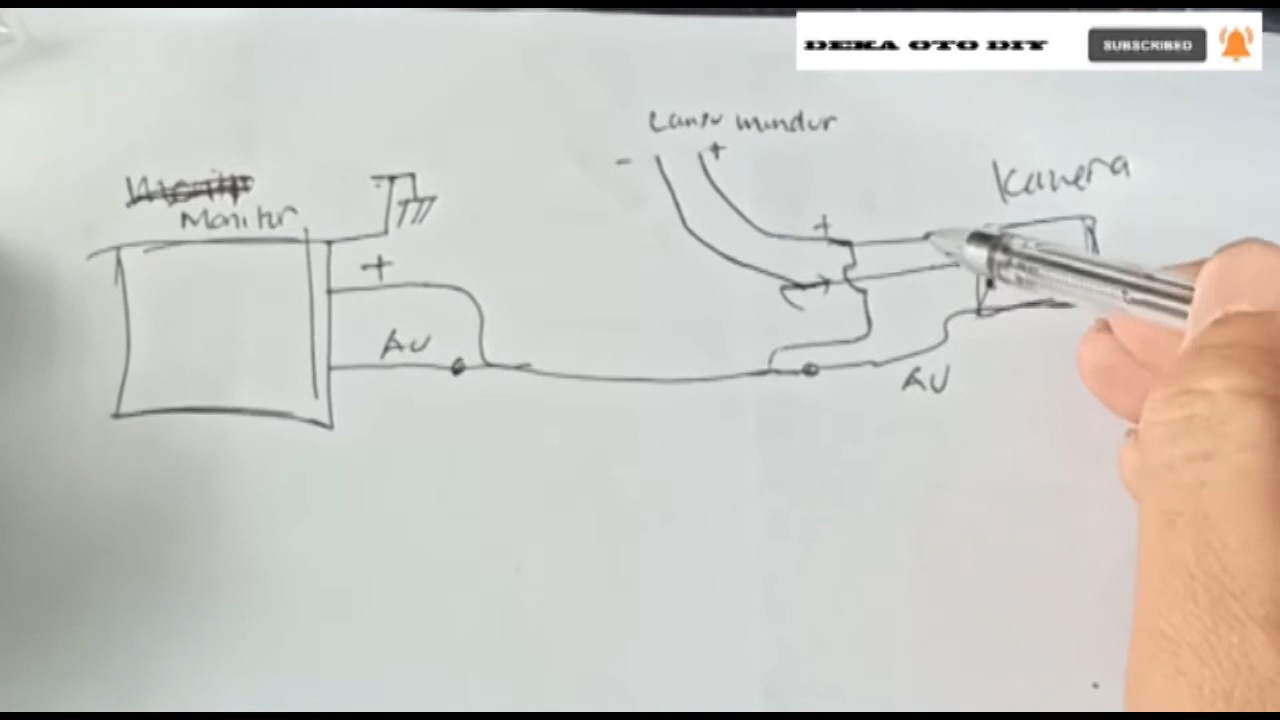 DEKA OTO DIY SUBSCRIBED
Lampu mundur
- +
Kamera
Monitor
+
+
-
AV
AV